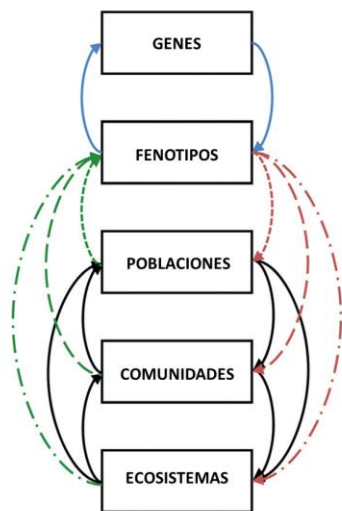 GENES
FENOTIPOS
POBLACIONES
COMUNIDADES
ECOSISTEMAS